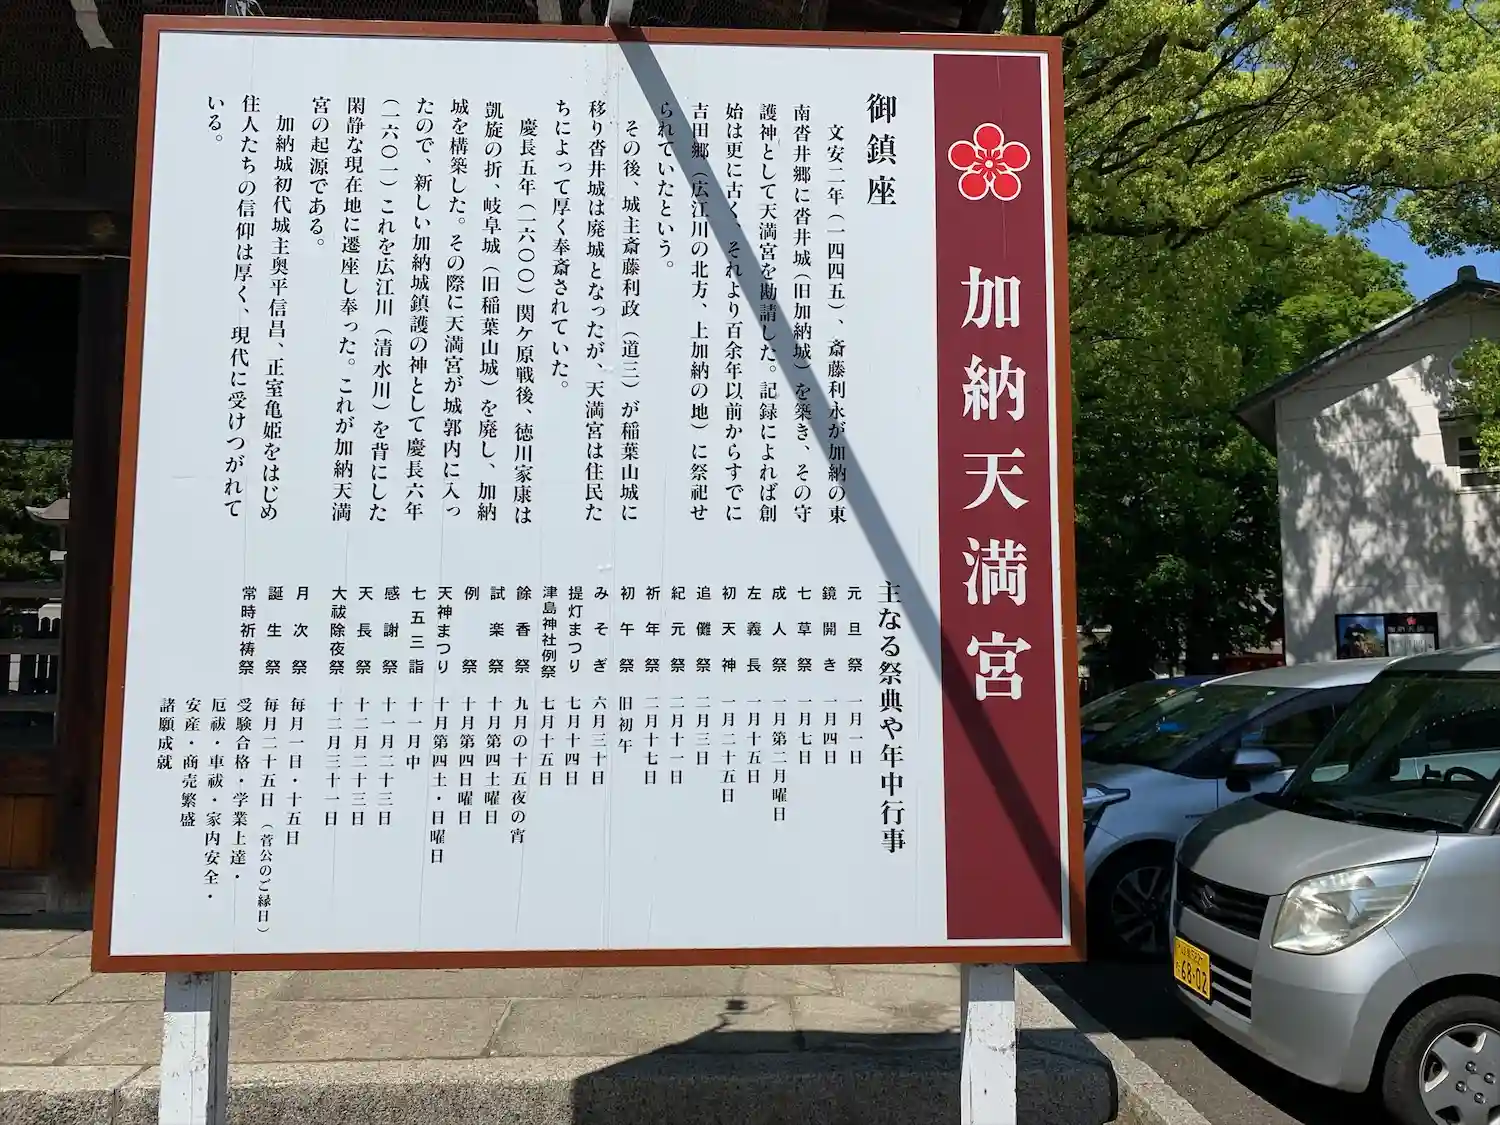 加納天満宮
御鎮座
文安二年（一四四五）、斎藤利永が加納の東
南沓井郷に沓井城（旧加納城）を築き、その守
護神として天満宮を勘請した。記録によれば創
始は更に古く、それより百余年以前からすでに
吉田郷（広江川の北方、上加納の地）に祭祀せ
られていたという。
その後、城主斎藤利政（道三）が稲葉山城に
移り沓井城は廃城となったが、天満宮は住民た
ちによって厚く奉斎されていた。
慶長五年（一六〇〇）関ケ原戦後、徳川家康は
凱旋の折、岐阜城（旧稲葉山城）を廃し、加納
城を構築した。その際に天満宮が城郭内に入っ
たので、新しい加納城鎮護の神として慶長六年
（一六〇一）これを広江川（清水川）を背にした
閑静な現在地に遷座し奉った。これが加納天満
宮の起源である。
加納城初代城主奥平信昌、正室亀姫をはじめ
住人たちの信仰は厚く、現代に受けつがれて
いる。
主なる祭典や年中行事
元旦祭 一月一日
鏡開き 一月四日
七草祭 一月七日
成人祭 一月第二月曜日
左義長 一月十五日
初天神 一月二十五日
追儺祭 二月三日
紀元祭 二月十一日
祈年祭 二月十七日
初午祭 旧初午
みそぎ 六月三十日
提灯まつり 七月十四日
津島神社例祭 七月十五日
餘香祭 九月の十五夜の宵
試楽祭 十月第四土曜日
例祭 十月第四日曜日
天神まつり 十月第四土・日曜日
七五三詣 十一月中
感謝祭 十一月二十三日
天長祭 十二月二十三日
大祓除夜祭 十二月三十一日
月次祭 毎月一日・十五日
誕生祭 毎月二十五日（菅公のご縁日）
常時祈祷祭 受験合格・学業上達・
厄祓・車祓・家内安全・
安産・商売繁盛
諸願成就
68-02